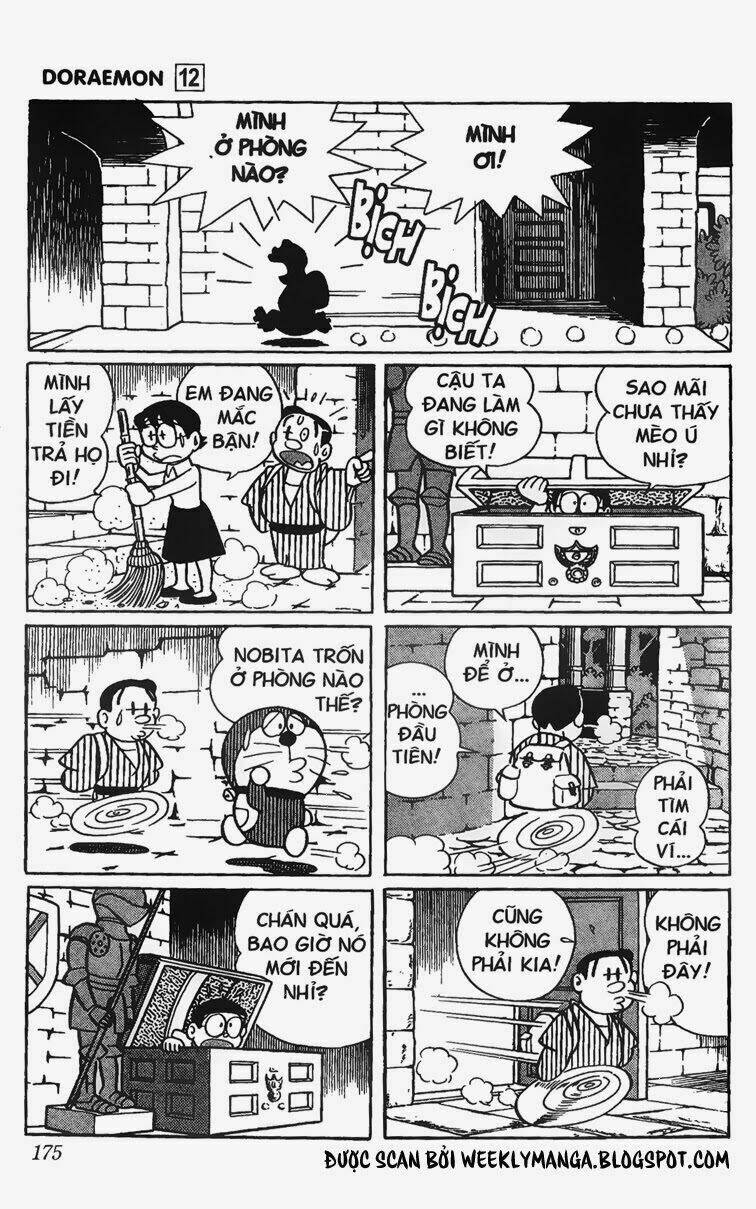 DORAEMON 12
MÌNH
Ở PHÒNG
NÀO?
MÌNH
ƠI!
BỊCH
BỊCH
MÌNH
LẤY
TIỀN
TRẢ HỌ
ĐI!
EM ĐANG
MẮC
BẬN!
CẬU TA
ĐANG LÀM
GÌ KHÔNG
BIẾT!
SAO MÃI
CHƯA THẤY
MÈO Ú
NHỈ?
NOBITA TRỐN
Ở PHÒNG NÀO
THẾ?
MÌNH
ĐỂ Ở...
...
PHÒNG
ĐẦU
TIÊN!
PHẢI
TÌM
CÁI
VÍ...
CHÁN QUÁ,
BAO GIỜ NÓ
MỚI ĐẾN
NHỈ?
CŨNG
KHÔNG
PHẢI KIA!
KHÔNG
PHẢI
ĐÂY!
175
ĐƯỢC SCAN BỞI WEEKLYMANGA.BLOGSPOT.COM